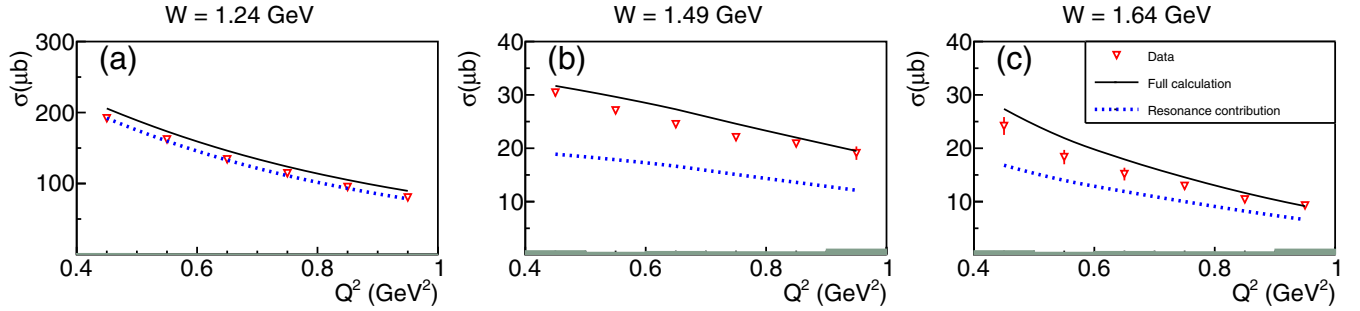 W = 1.24 GeV
W = 1.49 GeV
W = 1.64 GeV
(a)
σ(μb)
300
200
100
0.4
0.6
0.8
1
Q² (GeV²)
(b)
σ(μb)
40
30
20
10
0.4
0.6
0.8
1
Q² (GeV²)
(c)
σ(μb)
40
30
20
10
0.4
0.6
0.8
1
Q² (GeV²)
Data
Full calculation
Resonance contribution